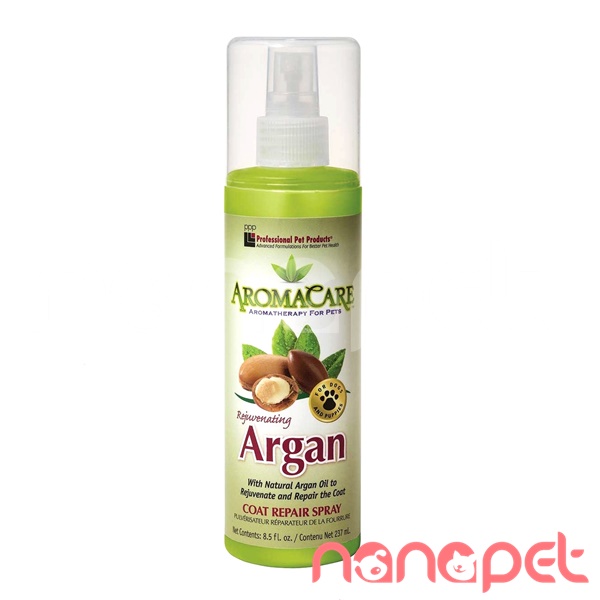 ppp
Professional Pet Products®
Advanced Formulations For Better Pet Health!
AROMACARE™
AROMATHERAPY FOR PETS
FOR DOGS
AND PUPPIES
Rejuvenating
Argan
With Natural Argan Oil to
Rejuvenate and Repair the Coat
COAT REPAIR SPRAY
PULVÉRISATEUR RÉPARATEUR DE LA FOURRURE
Net Contents: 8.5 fl. oz. / Contenu Net 237 mL.
nanapet